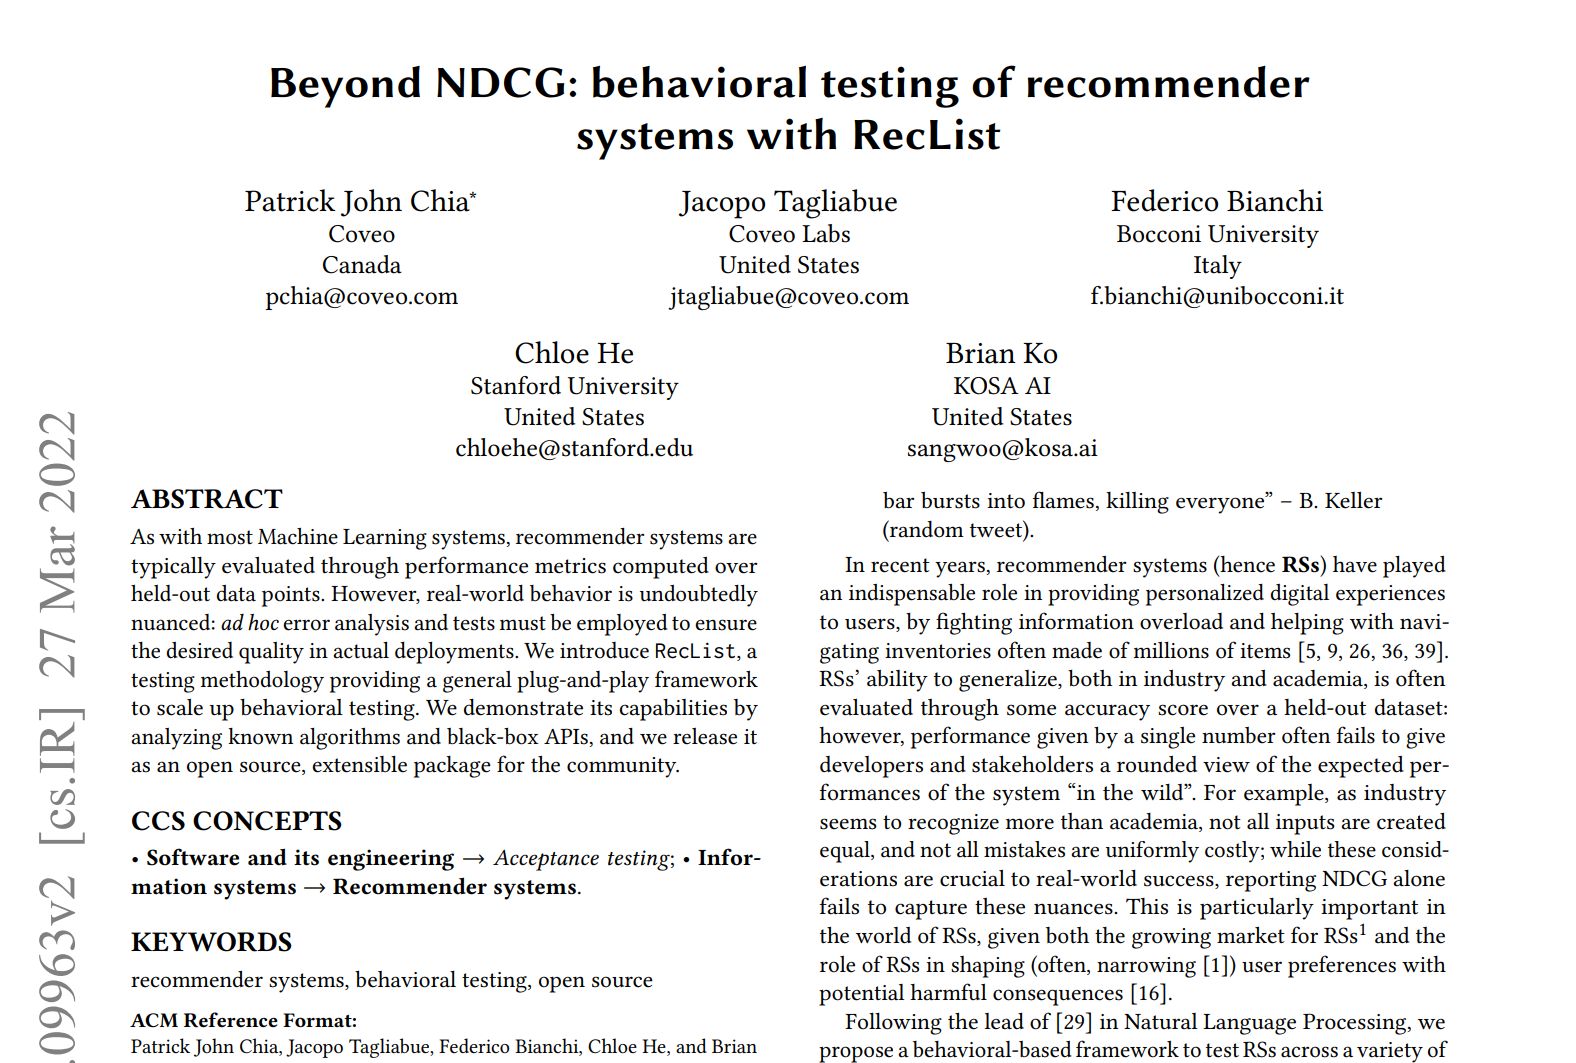 Beyond NDCG: behavioral testing of recommender
systems with RecList
Patrick John Chia*
Coveo
Canada
pchia@coveo.com
Jacopo Tagliabue
Coveo Labs
United States
jtagliabue@coveo.com
Federico Bianchi
Bocconi University
Italy
f.bianchi@unibocconi.it
Chloe He
Stanford University
United States
chloehe@stanford.edu
Brian Ko
KOSA AI
United States
sangwoo@kosa.ai
.09963v2 [cs.IR] 27 Mar 2022
ABSTRACT
As with most Machine Learning systems, recommender systems are
typically evaluated through performance metrics computed over
held-out data points. However, real-world behavior is undoubtedly
nuanced: ad hoc error analysis and tests must be employed to ensure
the desired quality in actual deployments. We introduce RecList, a
testing methodology providing a general plug-and-play framework
to scale up behavioral testing. We demonstrate its capabilities by
analyzing known algorithms and black-box APIs, and we release it
as an open source, extensible package for the community.
CCS CONCEPTS
• Software and its engineering → Acceptance testing; • Infor-
mation systems → Recommender systems.
KEYWORDS
recommender systems, behavioral testing, open source
ACM Reference Format:
Patrick John Chia, Jacopo Tagliabue, Federico Bianchi, Chloe He, and Brian
bar bursts into flames, killing everyone” – B. Keller
(random tweet).
In recent years, recommender systems (hence RSs) have played
an indispensable role in providing personalized digital experiences
to users, by fighting information overload and helping with navi-
gating inventories often made of millions of items [5, 9, 26, 36, 39].
RSs’ ability to generalize, both in industry and academia, is often
evaluated through some accuracy score over a held-out dataset:
however, performance given by a single number often fails to give
developers and stakeholders a rounded view of the expected per-
formances of the system “in the wild”. For example, as industry
seems to recognize more than academia, not all inputs are created
equal, and not all mistakes are uniformly costly; while these consid-
erations are crucial to real-world success, reporting NDCG alone
fails to capture these nuances. This is particularly important in
the world of RSs, given both the growing market for RSs¹ and the
role of RSs in shaping (often, narrowing [1]) user preferences with
potential harmful consequences [16].
Following the lead of [29] in Natural Language Processing, we
propose a behavioral-based framework to test RSs across a variety of